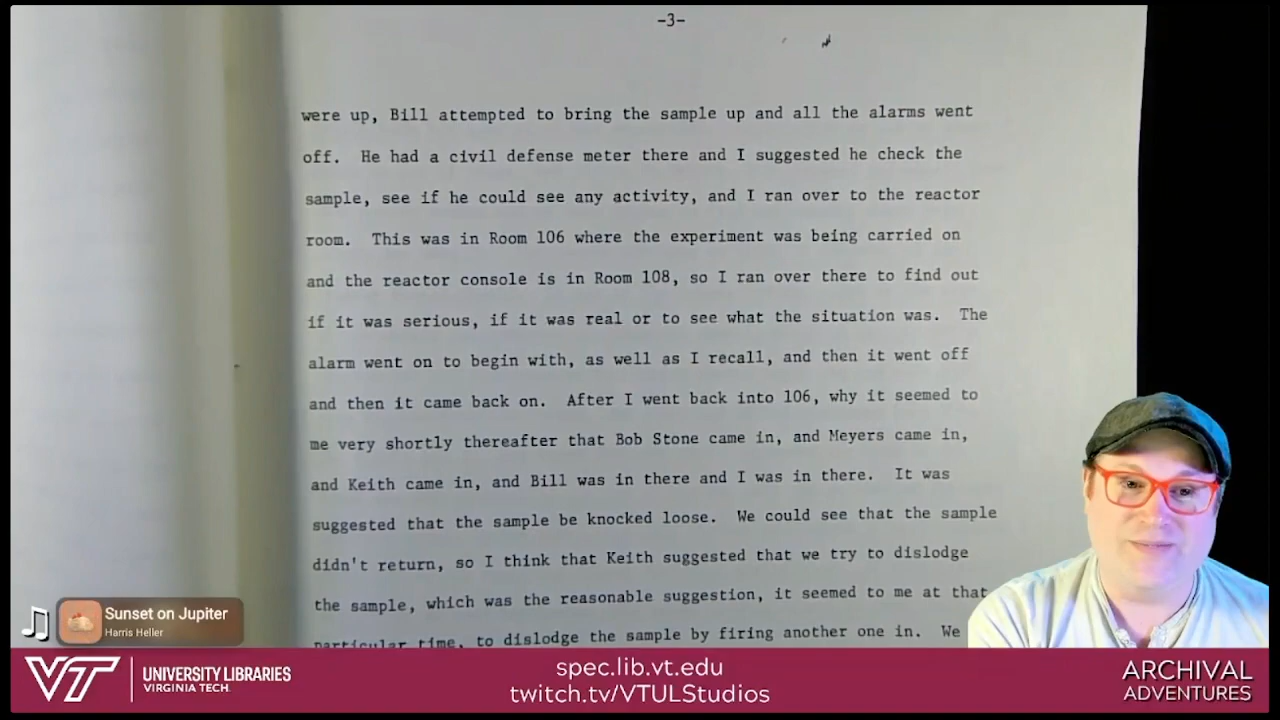 -3-
were up, Bill attempted to bring the sample up and all the alarms went
off. He had a civil defense meter there and I suggested he check the
sample, see if he could see any activity, and I ran over to the reactor
room. This was in Room 106 where the experiment was being carried on
and the reactor console is in Room 108, so I ran over there to find out
if it was serious, if it was real or to see what the situation was. The
alarm went on to begin with, as well as I recall, and then it went off
and then it came back on. After I went back into 106, why it seemed to
me very shortly thereafter that Bob Stone came in, and Meyers came in,
and Keith came in, and Bill was in there and I was in there. It was
suggested that the sample be knocked loose. We could see that the sample
didn't return, so I think that Keith suggested that we try to dislodge
the sample, which was the reasonable suggestion, it seemed to me at that
particular time, to dislodge the sample by firing another one in. We
Sunset on Jupiter
Harris Heller
VT
UNIVERSITY LIBRARIES
VIRGINIA TECH.
spec.lib.vt.edu
twitch.tv/VTULStudios
ARCHIVAL
ADVENTURES